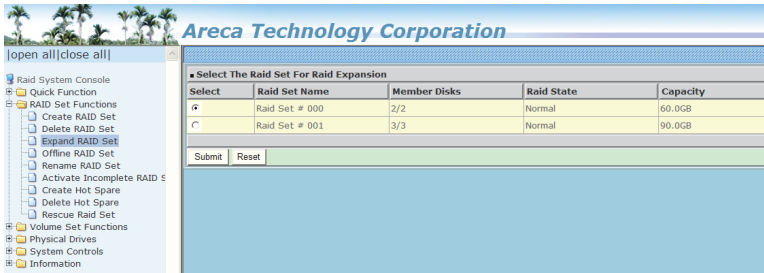 Areca Technology Corporation
|open all|close all|
Raid System Console
Quick Function
RAID Set Functions
Create RAID Set
Delete RAID Set
Expand RAID Set
Offline RAID Set
Rename RAID Set
Activate Incomplete RAID S
Create Hot Spare
Delete Hot Spare
Rescue Raid Set
Volume Set Functions
Physical Drives
System Controls
Information
Select The Raid Set For Raid Expansion
Select Raid Set Name Member Disks Raid State Capacity
Raid Set # 000 2/2 Normal 60.0GB
Raid Set # 001 3/3 Normal 90.0GB
Submit Reset